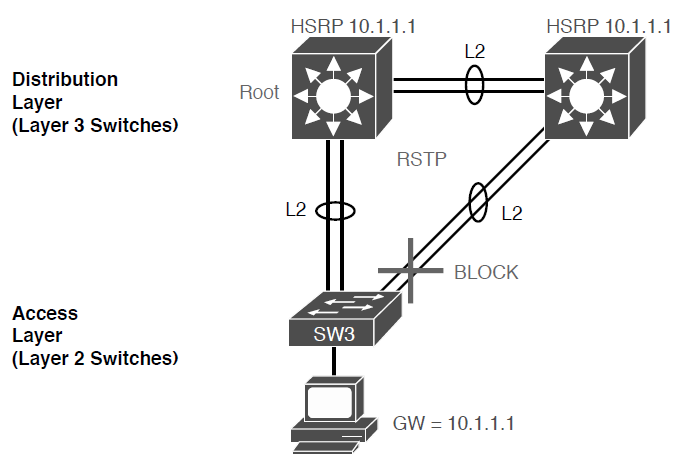 HSRP 10.1.1.1
HSRP 10.1.1.1
L2
Distribution
Layer
(Layer 3 Switches)
Root
RSTP
L2
L2
BLOCK
Access
Layer
(Layer 2 Switches)
SW3
GW = 10.1.1.1